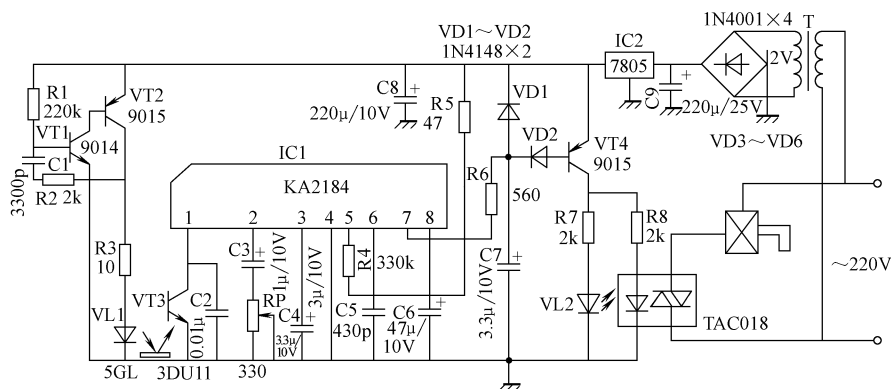 1N4001×4
T
VD1～VD2
1N4148×2
IC2
7805
2V
C9
220μ/25V
VD3～VD6
R1
220k
VT2
9015
VT1
9014
C8
220μ/10V
R5
47
VD1
VD2
VT4
9015
C1
3300p
R2 2k
IC1
KA2184
1 2 3 4 5 6 7 8
R6
560
R3
10
C3
1μ/10V
3μ/10V
R4
330k
C7
3.3μ/10V
R7
2k
R8
2k
～220V
VT3
C2
0.01μ
RP
C4
3.3μ/
10V
C5
430p
C6
47μ/
10V
VL1
VL2
TAC018
5GL
3DU11
330